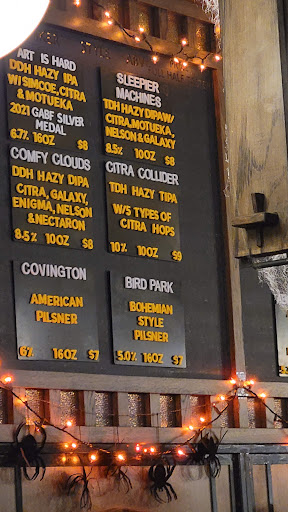 ART IS HARD
DDH HAZY IPA
W/SIMCOE, CITRA
& MOTUEKA
2021 GABF SILVER
MEDAL
6.7% 16OZ $8
SLEEPIER
MACHINES
TDH HAZY DIPA W/
CITRA, MOTUEKA,
NELSON & GALAXY
8.5% 10OZ $8
COMFY CLOUDS
DDH HAZY DIPA
CITRA, GALAXY,
ENIGMA, NELSON
& NECTARON
8.5% 10OZ $8
CITRA COLLIDER
TDH HAZY TIPA
W/5 TYPES OF
CITRA HOPS
10% 10OZ $9
COVINGTON
AMERICAN
PILSNER
6% 16OZ $7
BIRD PARK
BOHEMIAN
STYLE
PILSNER
5.0% 16OZ $7